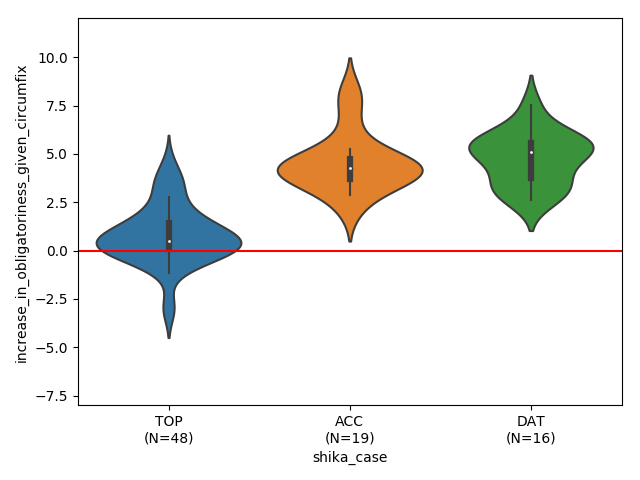 increase_in_obligatoriness_given_circumfix
10.0
7.5
5.0
2.5
0.0
−2.5
−5.0
−7.5
TOP ACC DAT
(N=48) (N=19) (N=16)
shika_case